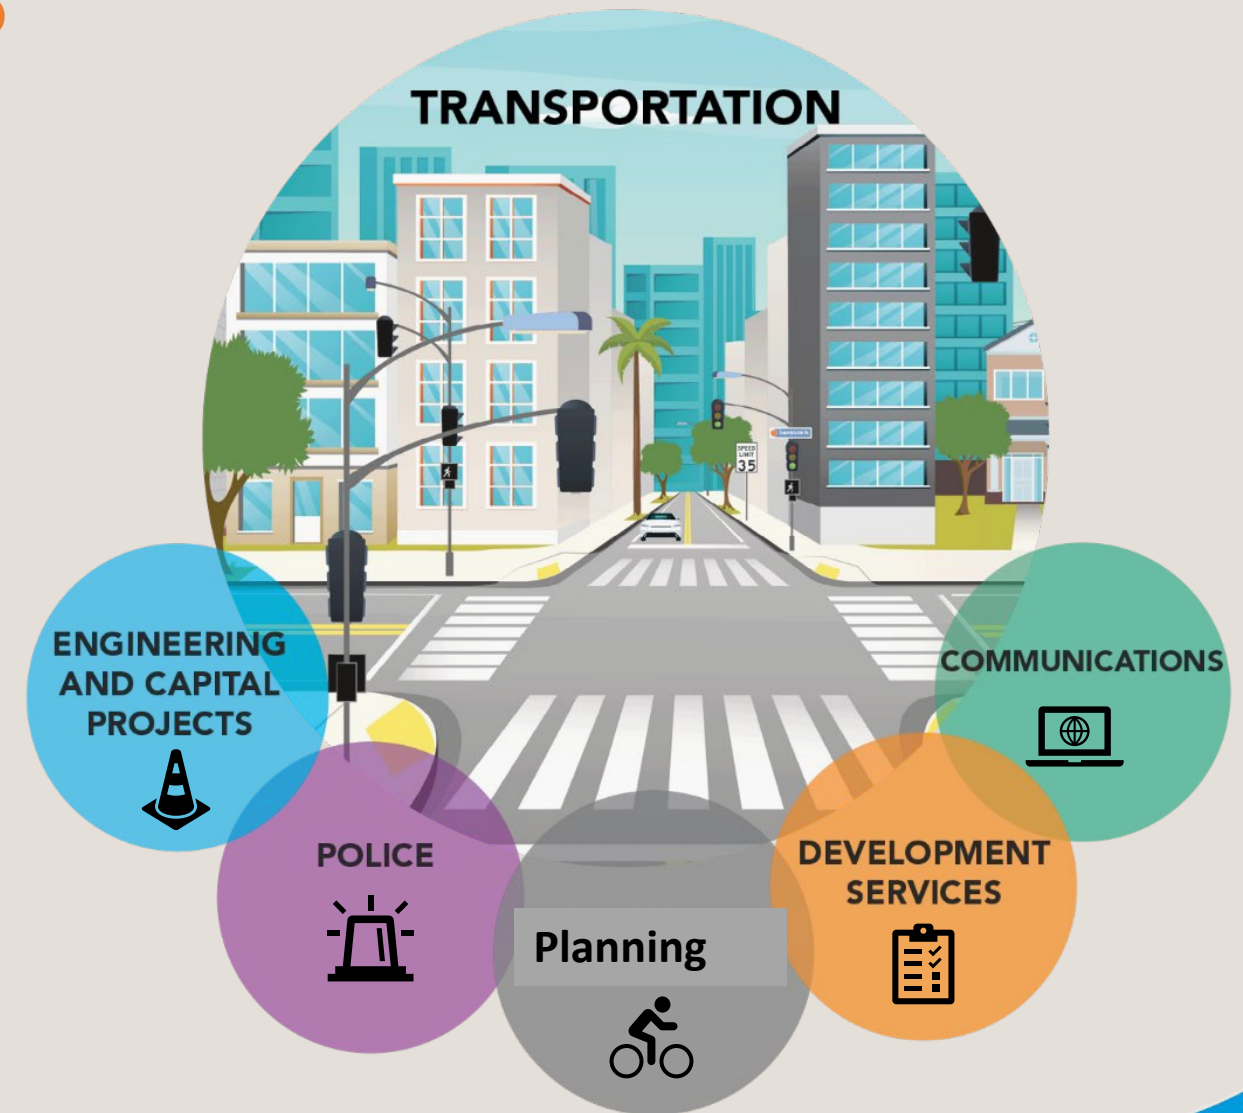 TRANSPORTATION
SPEED
LIMIT
35
ENGINEERING
AND CAPITAL
PROJECTS
COMMUNICATIONS
POLICE
DEVELOPMENT
SERVICES
Planning